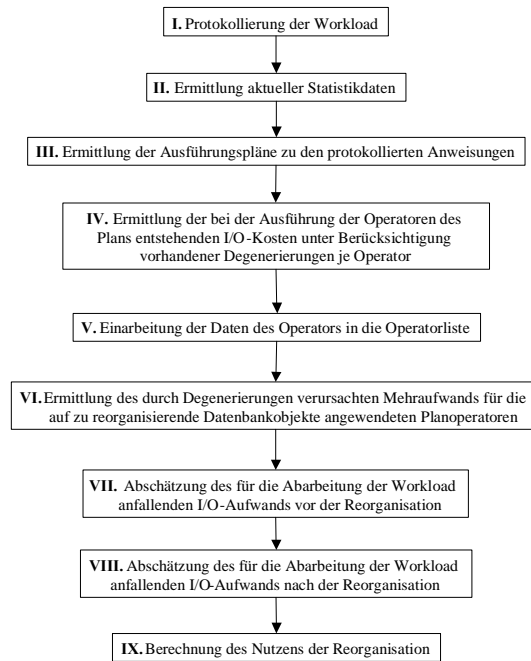 I. Protokollierung der Workload
II. Ermittlung aktueller Statistikdaten
III. Ermittlung der Ausführungspläne zu den protokollierten Anweisungen
IV. Ermittlung der bei der Ausführung der Operatoren des
Plans entstehenden I/O-Kosten unter Berücksichtigung
vorhandener Degenerierungen je Operator
V. Einarbeitung der Daten des Operators in die Operatorliste
VI. Ermittlung des durch Degenerierungen verursachten Mehraufwands für die
auf zu reorganisierende Datenbankobjekte angewendeten Planoperatoren
VII. Abschätzung des für die Abarbeitung der Workload
anfallenden I/O-Aufwands vor der Reorganisation
VIII. Abschätzung des für die Abarbeitung der Workload
anfallenden I/O-Aufwands nach der Reorganisation
IX. Berechnung des Nutzens der Reorganisation